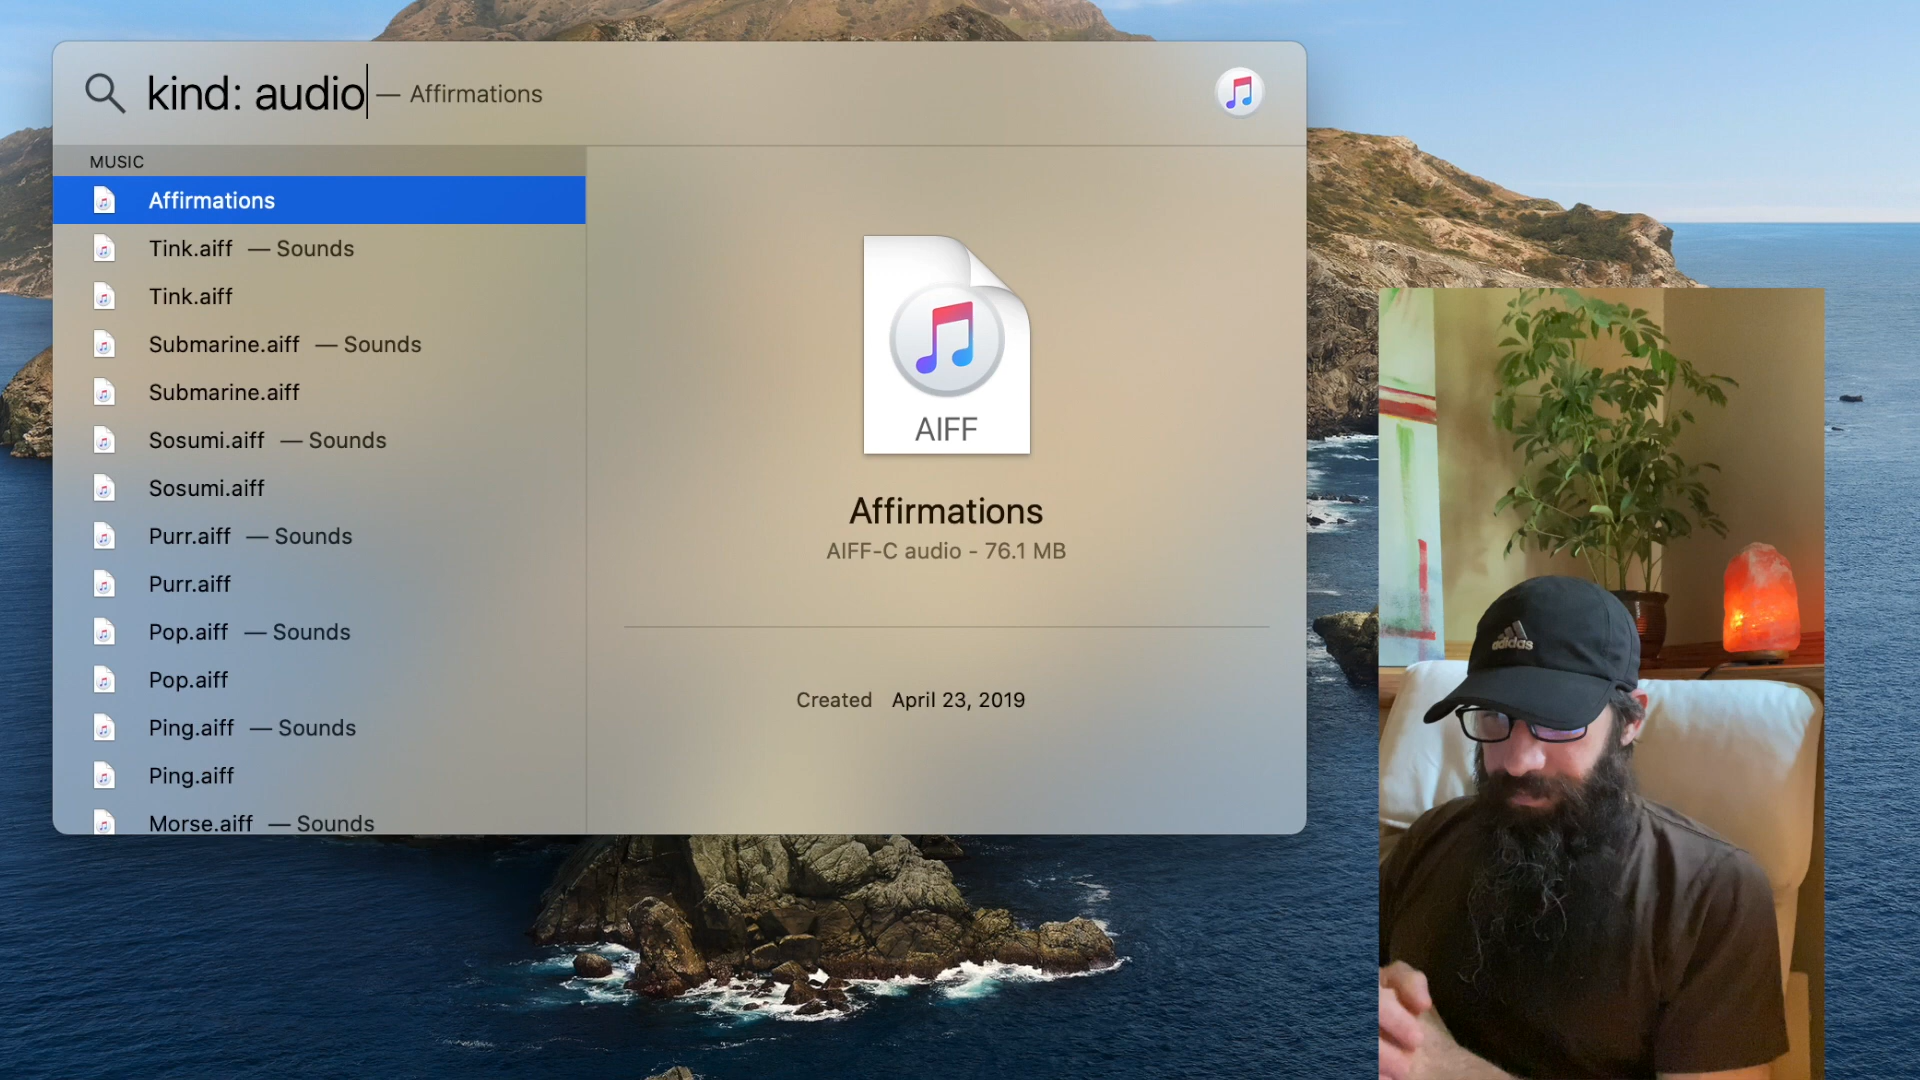 kind: audio — Affirmations
MUSIC
Affirmations
Tink.aiff — Sounds
Tink.aiff
Submarine.aiff — Sounds
Submarine.aiff
Sosumi.aiff — Sounds
Sosumi.aiff
Purr.aiff — Sounds
Purr.aiff
Pop.aiff — Sounds
Pop.aiff
Ping.aiff — Sounds
Ping.aiff
Morse.aiff — Sounds
AIFF
Affirmations
AIFF-C audio - 76.1 MB
Created April 23, 2019
adidas